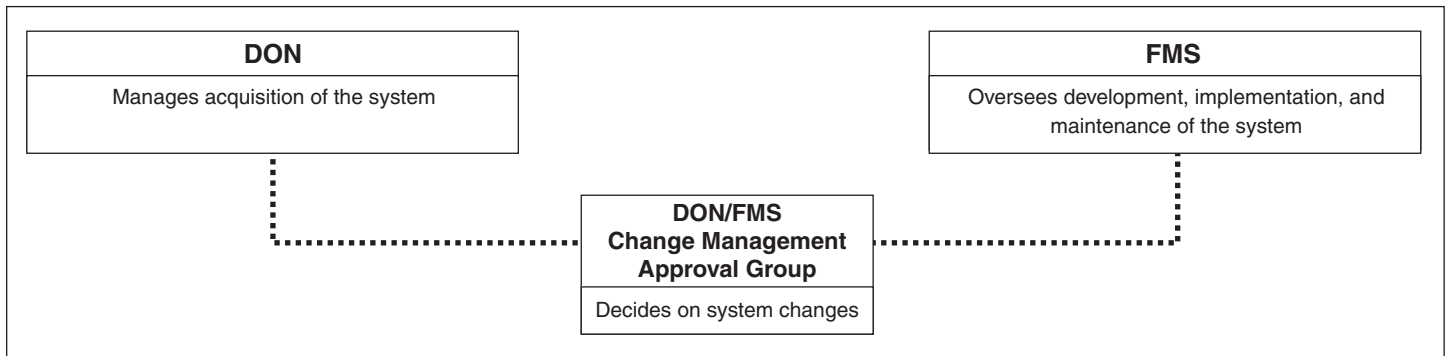 DON
Manages acquisition of the system
FMS
Oversees development, implementation, and
maintenance of the system
DON/FMS
Change Management
Approval Group
Decides on system changes